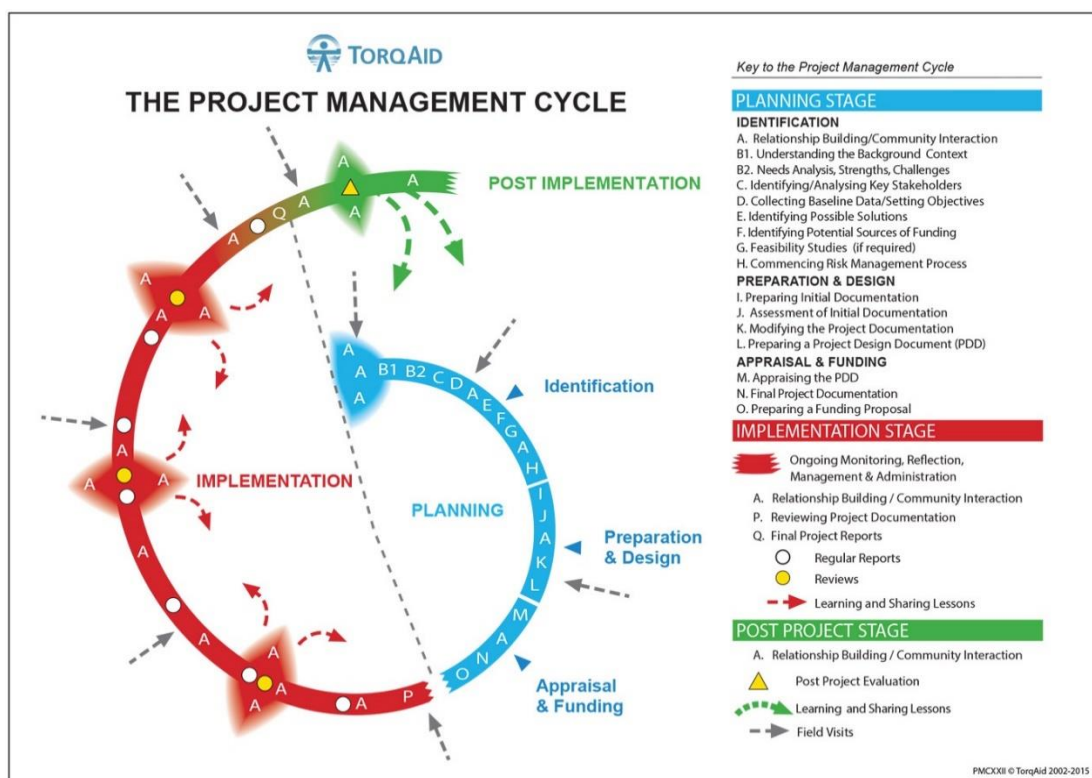 TORQAID
THE PROJECT MANAGEMENT CYCLE
POST IMPLEMENTATION
A
A
A
A
Q
A
A
A
A
A
A
A
A
A
A
IMPLEMENTATION
A
A
A
A
A
A
P
A
A
A
B1
B2
C
D
A
E
F
G
A
H
I
J
A
K
L
M
A
N
O
PLANNING
Identification
Preparation
& Design
Appraisal
& Funding
Key to the Project Management Cycle
PLANNING STAGE
IDENTIFICATION
A. Relationship Building/Community Interaction
B1. Understanding the Background Context
B2. Needs Analysis, Strengths, Challenges
C. Identifying/Analysing Key Stakeholders
D. Collecting Baseline Data/Setting Objectives
E. Identifying Possible Solutions
F. Identifying Potential Sources of Funding
G. Feasibility Studies (if required)
H. Commencing Risk Management Process
PREPARATION & DESIGN
I. Preparing Initial Documentation
J. Assessment of Initial Documentation
K. Modifying the Project Documentation
L. Preparing a Project Design Document (PDD)
APPRAISAL & FUNDING
M. Appraising the PDD
N. Final Project Documentation
O. Preparing a Funding Proposal
IMPLEMENTATION STAGE
Ongoing Monitoring, Reflection,
Management & Administration
A. Relationship Building / Community Interaction
P. Reviewing Project Documentation
Q. Final Project Reports
Regular Reports
Reviews
Learning and Sharing Lessons
POST PROJECT STAGE
A. Relationship Building / Community Interaction
Post Project Evaluation
Learning and Sharing Lessons
Field Visits
PMCXXII © TorqAid 2002-2015